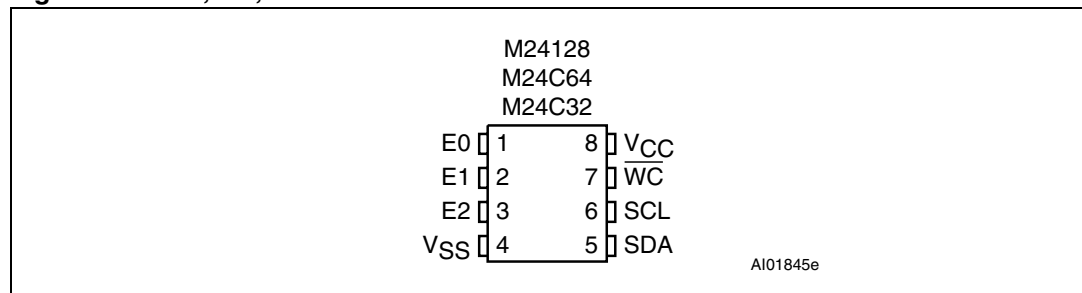 M24128
M24C64
M24C32
E0 1 8 VCC
E1 2 7 WC
E2 3 6 SCL
VSS 4 5 SDA
AI01845e